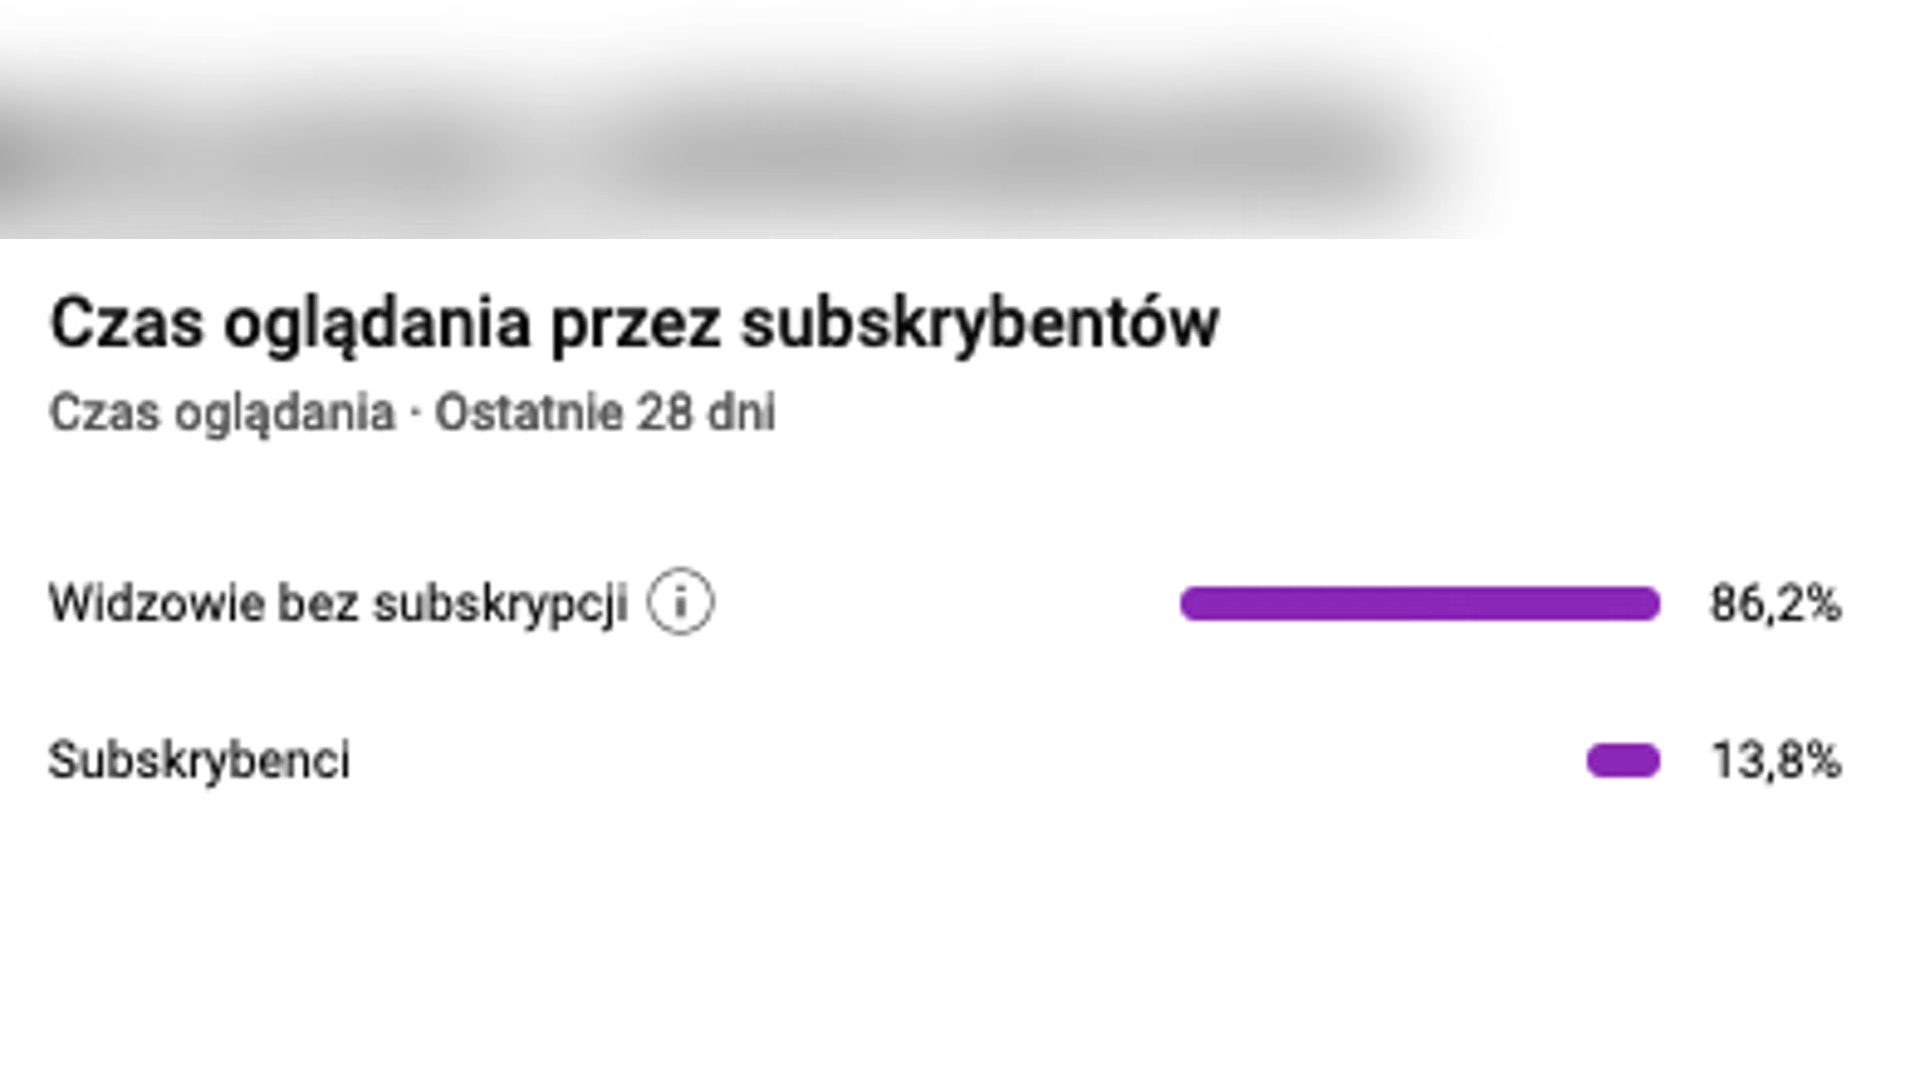 Czas oglądania przez subskrybentów
Czas oglądania · Ostatnie 28 dni
Widzowie bez subskrypcji 86,2%
Subskrybenci 13,8%